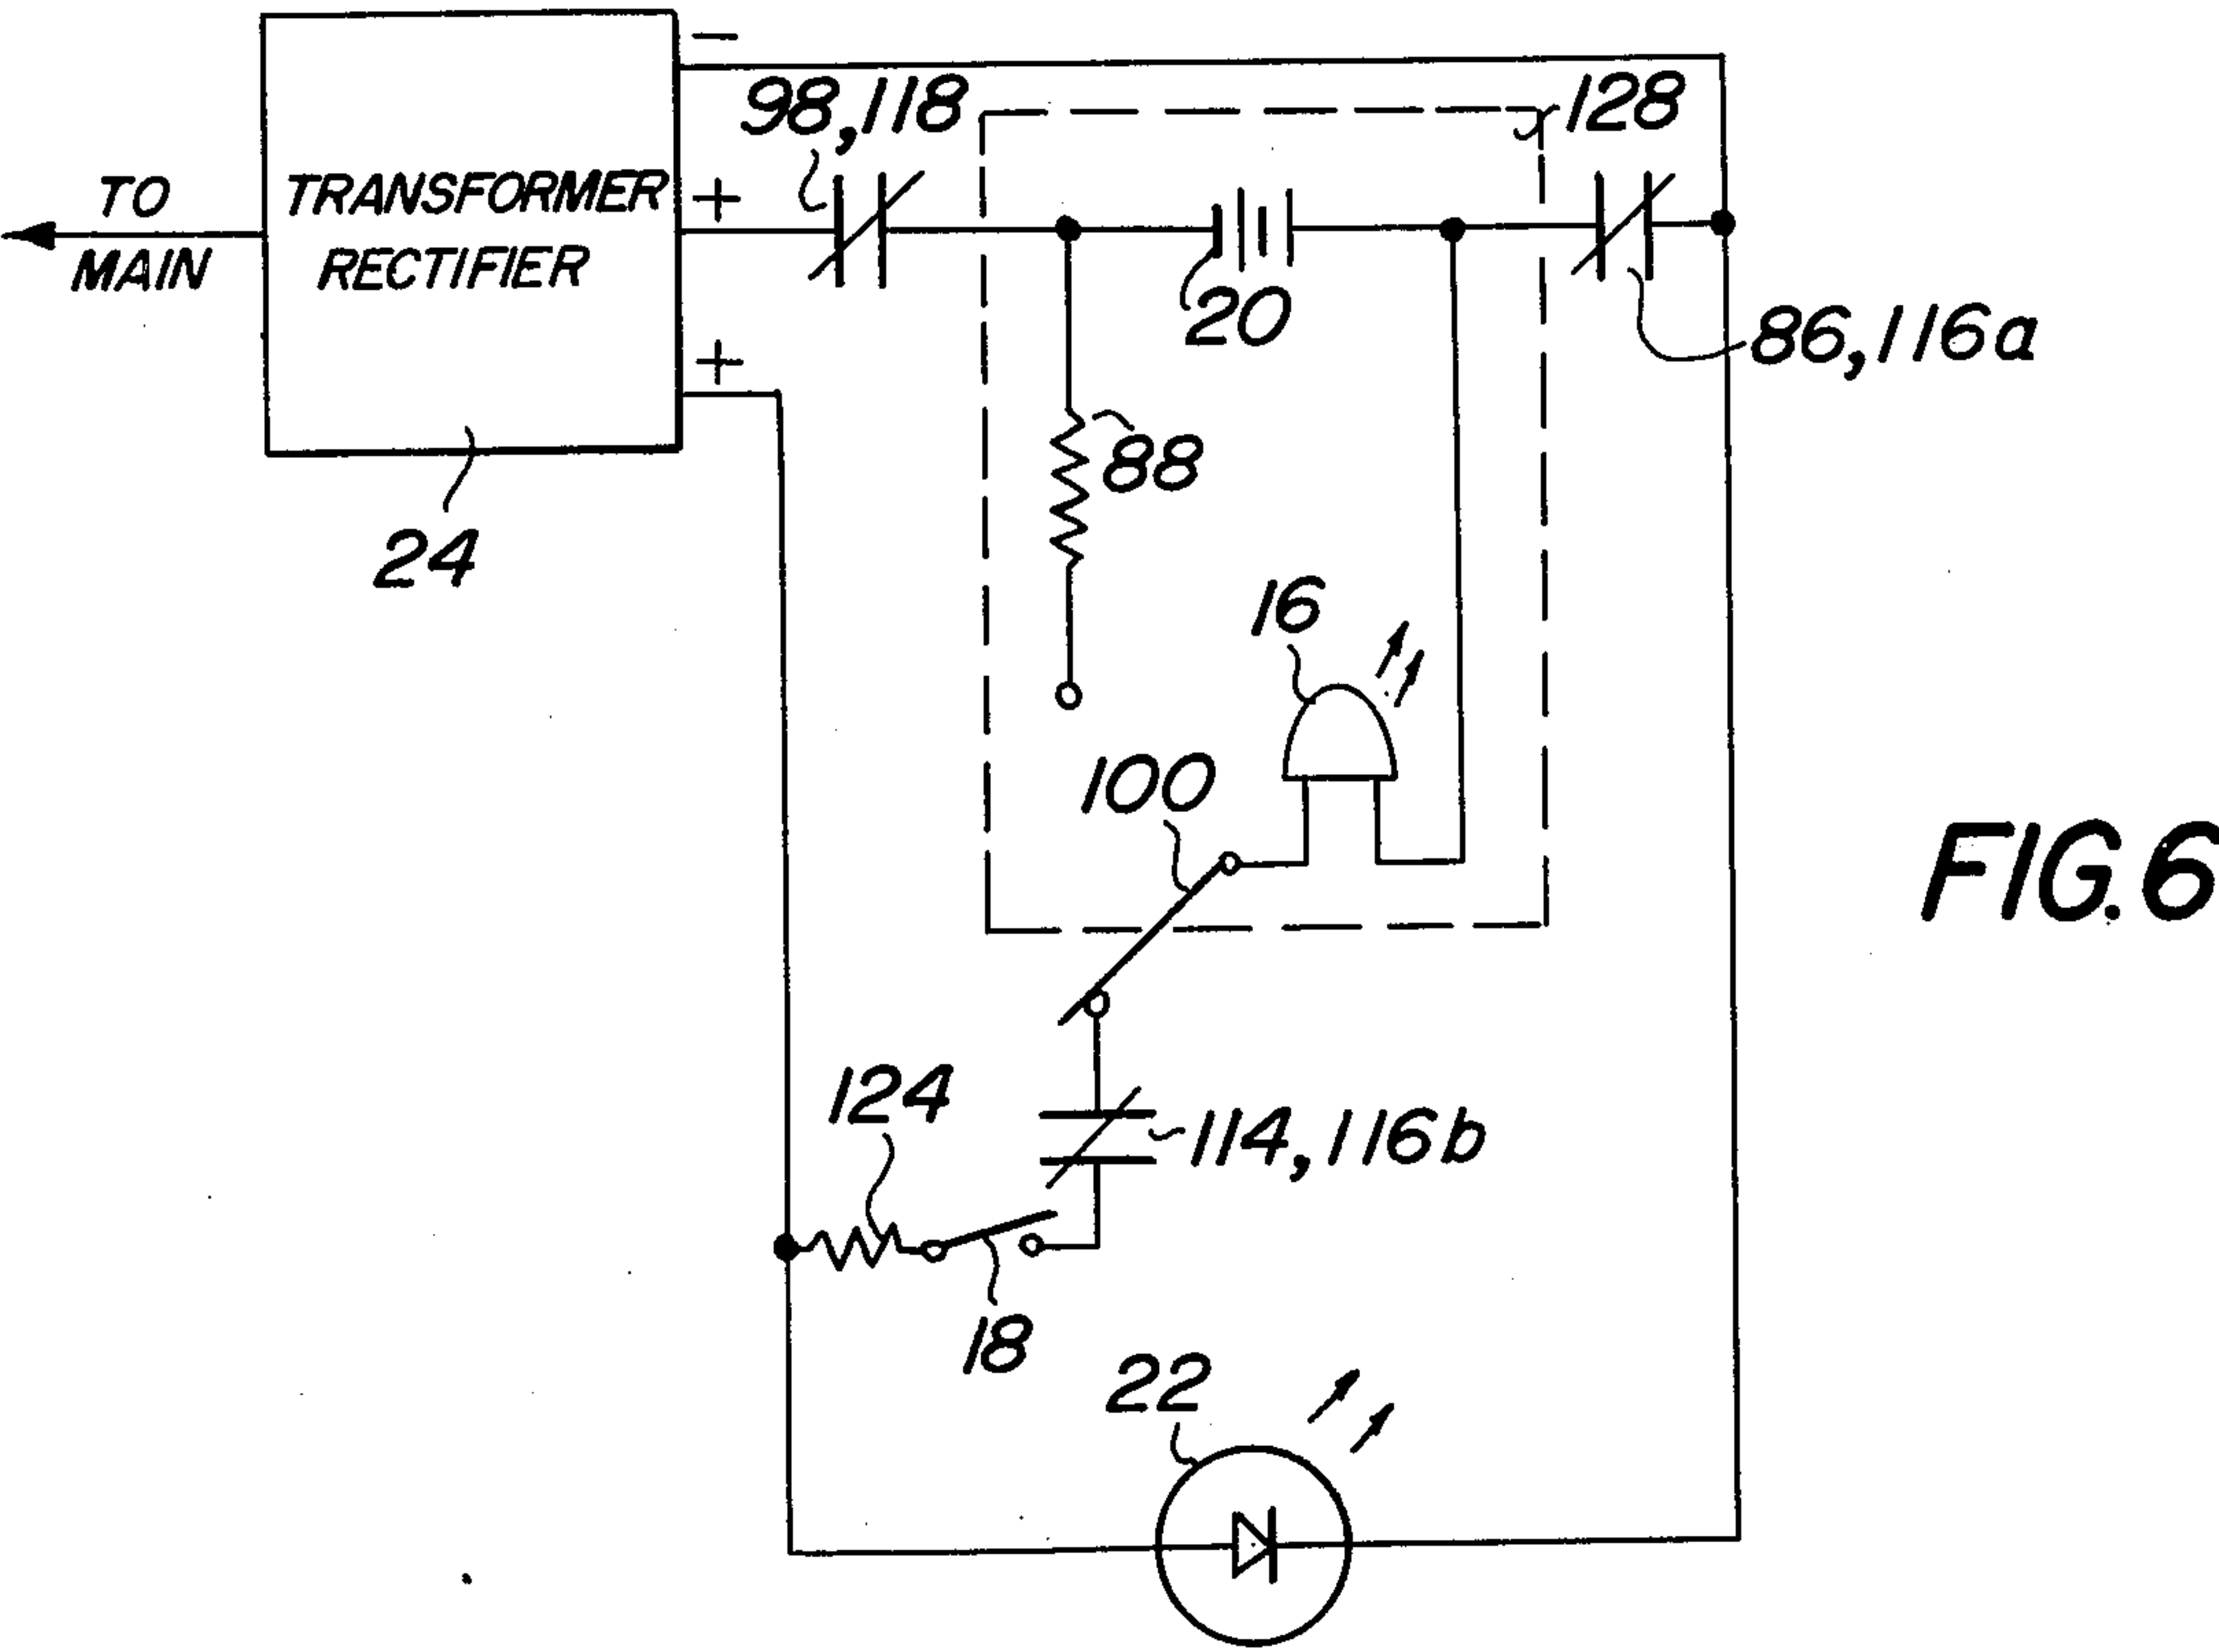 −
98,118
128
TO
MAIN
TRANSFORMER
RECTIFIER
+
20
86,116a
+
88
24
16
100
FIG.6
124
114,116b
18
22